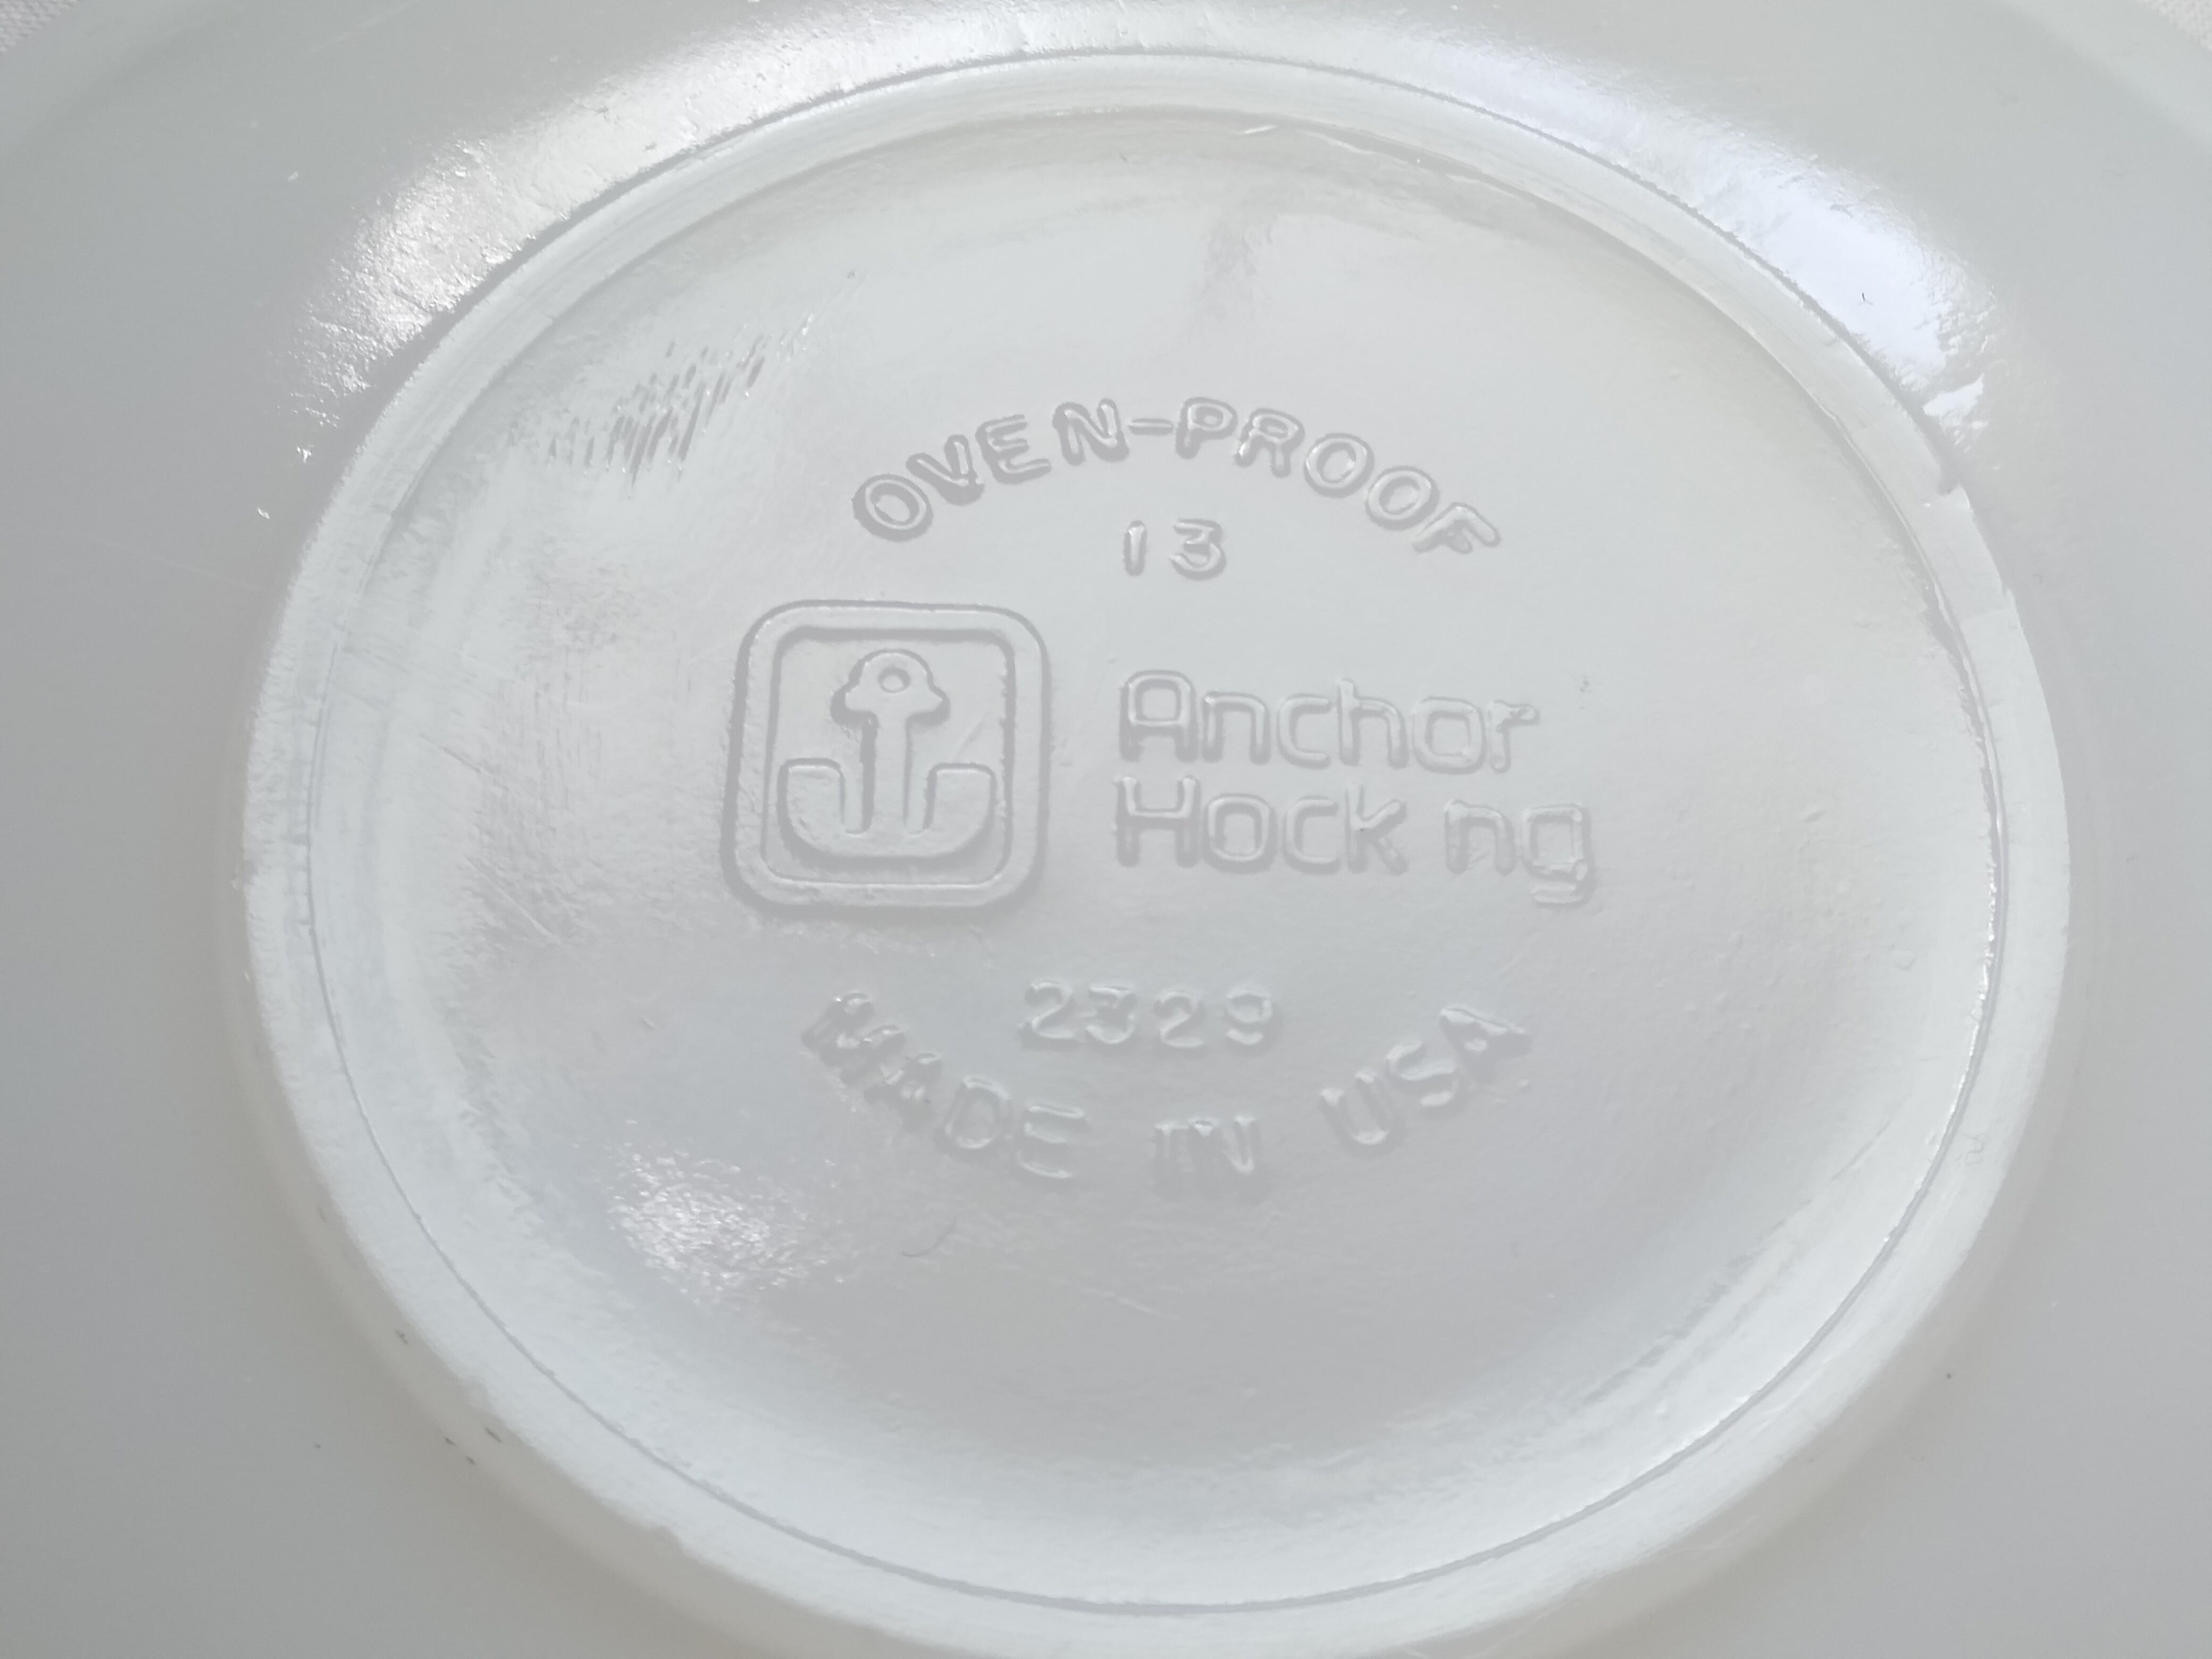 OVEN-PROOF
13
Anchor
Hock ng
2329
MADE IN USA